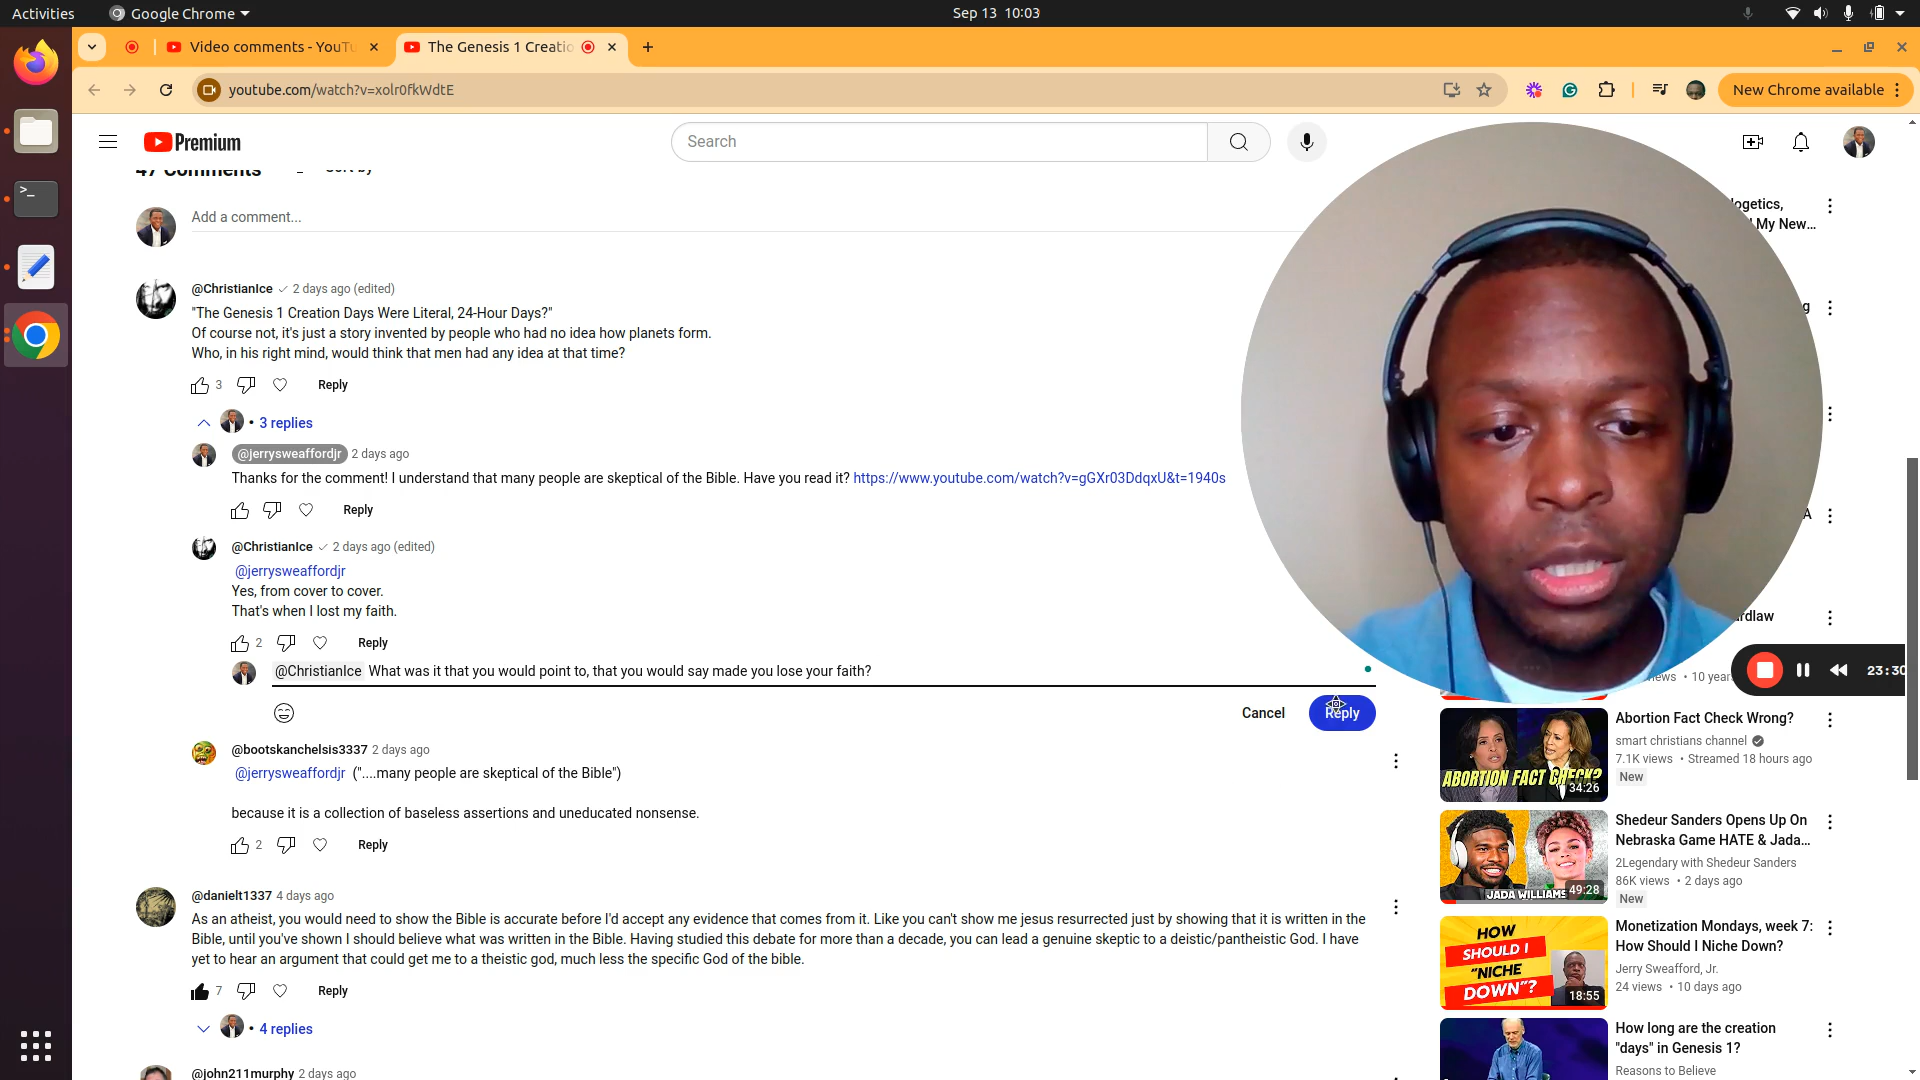 Activities
Google Chrome
Sep 13 10:03
Video comments - YouTu
The Genesis 1 Creatio
youtube.com/watch?v=xolr0fkWdtE
New Chrome available
Premium
Search
47 Comments
Sort by
Add a comment...
@ChristianIce 2 days ago (edited)
"The Genesis 1 Creation Days Were Literal, 24-Hour Days?"
Of course not, it's just a story invented by people who had no idea how planets form.
Who, in his right mind, would think that men had any idea at that time?
3 Reply
• 3 replies
@jerrysweaffordjr 2 days ago
Thanks for the comment! I understand that many people are skeptical of the Bible. Have you read it? https://www.youtube.com/watch?v=gGXr03DdqxU&t=1940s
Reply
@ChristianIce 2 days ago (edited)
@jerrysweaffordjr
Yes, from cover to cover.
That's when I lost my faith.
2 Reply
@ChristianIce What was it that you would point to, that you would say made you lose your faith?
Cancel
Reply
@bootskanchelsis3337 2 days ago
@jerrysweaffordjr ("....many people are skeptical of the Bible")
because it is a collection of baseless assertions and uneducated nonsense.
2 Reply
@danielt1337 4 days ago
As an atheist, you would need to show the Bible is accurate before I'd accept any evidence that comes from it. Like you can't show me jesus resurrected just by showing that it is written in the
Bible, until you've shown I should believe what was written in the Bible. Having studied this debate for more than a decade, you can lead a genuine skeptic to a deistic/pantheistic God. I have
yet to hear an argument that could get me to a theistic god, much less the specific God of the bible.
7 Reply
• 4 replies
@john211murphy 2 days ago
logetics,
My New...
g
A
rdlaw
iews • 10 years
23:30
ABORTION FACT CHECK?
34:26
Abortion Fact Check Wrong?
smart christians channel
7.1K views • Streamed 18 hours ago
New
JADA WILLIAMS
49:28
Shedeur Sanders Opens Up On
Nebraska Game HATE & Jada...
2Legendary with Shedeur Sanders
86K views • 2 days ago
New
HOW
SHOULD I
"NICHE
DOWN"?
18:55
Monetization Mondays, week 7:
How Should I Niche Down?
Jerry Sweafford, Jr.
24 views • 10 days ago
How long are the creation
"days" in Genesis 1?
Reasons to Believe